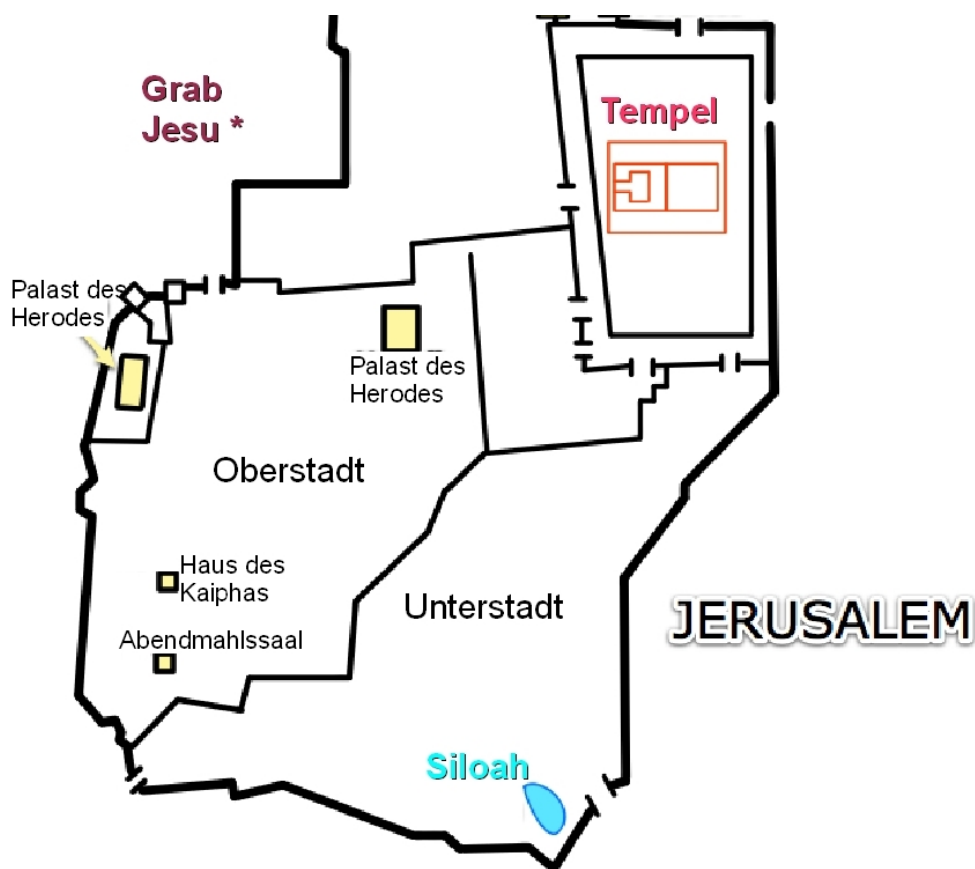 Grab
Jesu *
Tempel
Palast des
Herodes
Palast des
Herodes
Oberstadt
Haus des
Kaiphas
Unterstadt
JERUSALEM
Abendmahlssaal
Siloah